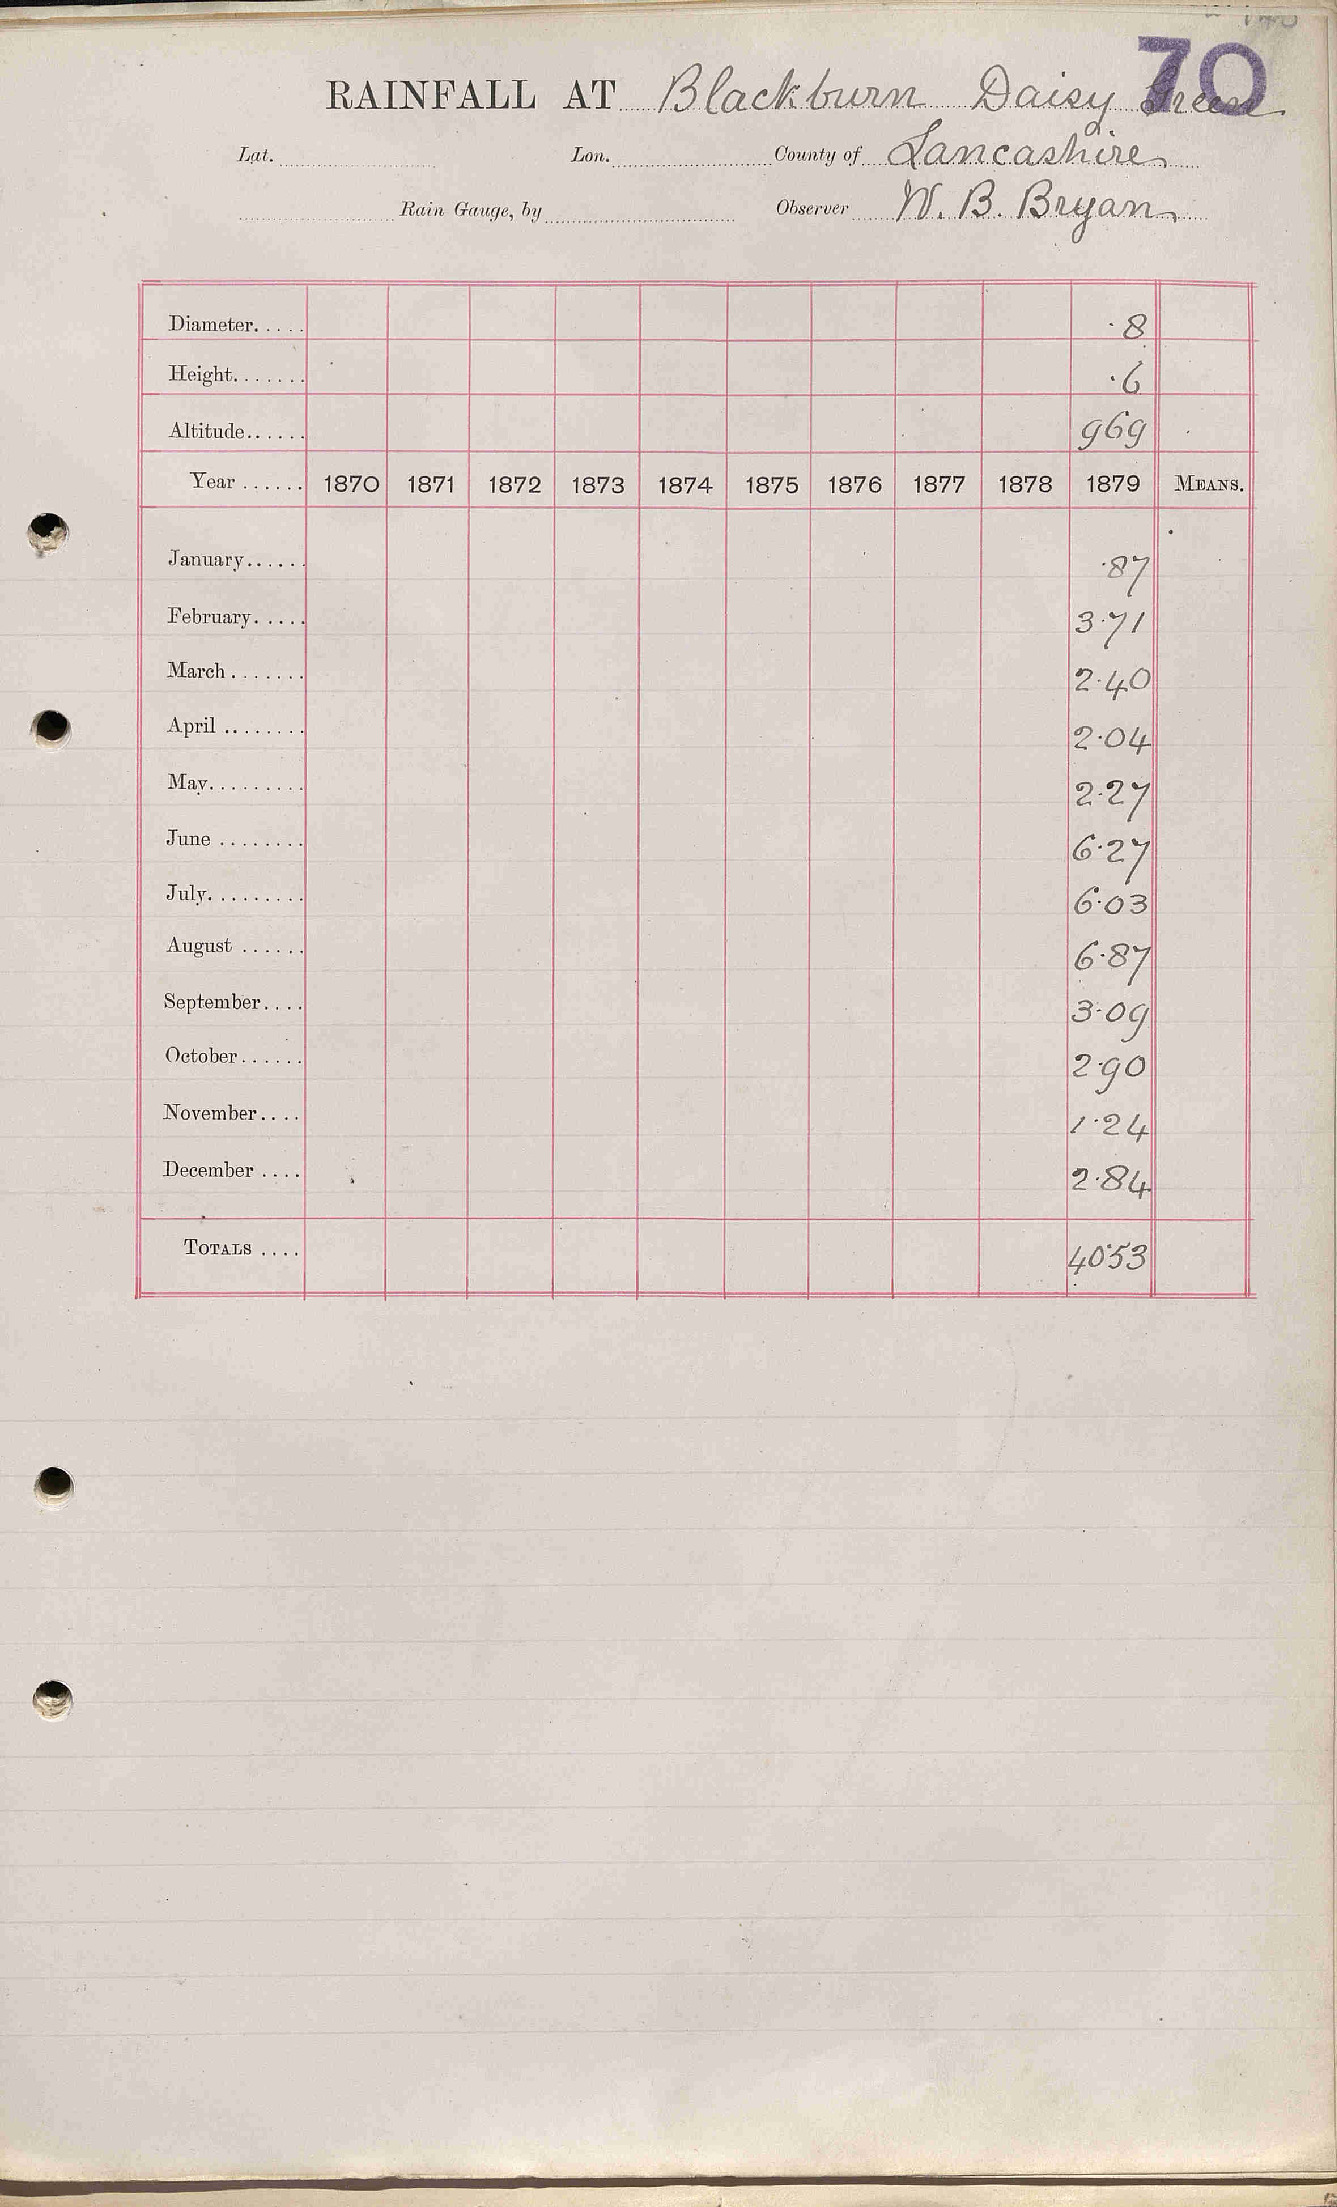 70
RAINFALL AT Blackburn Daisy Green
Lat. Lon. County of Lancashire
Rain Gauge, by Observer W. B. Bryan
Diameter..... ·8
Height....... ·6
Altitude...... 969
Year ...... 1870 1871 1872 1873 1874 1875 1876 1877 1878 1879 MEANS.
January...... ·87
February..... 3·71
March ....... 2·40
April ........ 2·04
May......... 2·27
June ........ 6·27
July......... 6·03
August ...... 6·87
September.... 3·09
October...... 2·90
November.... 1·24
December .... 2·84
TOTALS .... 40·53